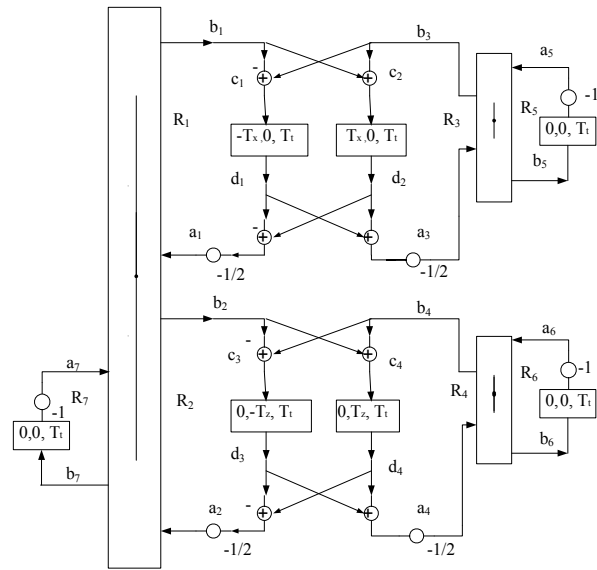 b₁
b₃
a₅
-
+
+
c₁
c₂
-1
R₁
R₃
R₅
-Tₓ,0, Tₜ
Tₓ,0, Tₜ
0,0, Tₜ
b₅
d₁
d₂
a₁
-
+
+
a₃
-1/2
-1/2
b₂
b₄
a₆
-
+
+
c₃
c₄
a₇
R₇
-1
R₂
R₄
R₆
-1
0,0, Tₜ
0,-T_z, Tₜ
0,T_z, Tₜ
0,0, Tₜ
b₇
b₆
d₃
d₄
a₂
-
+
+
a₄
-1/2
-1/2